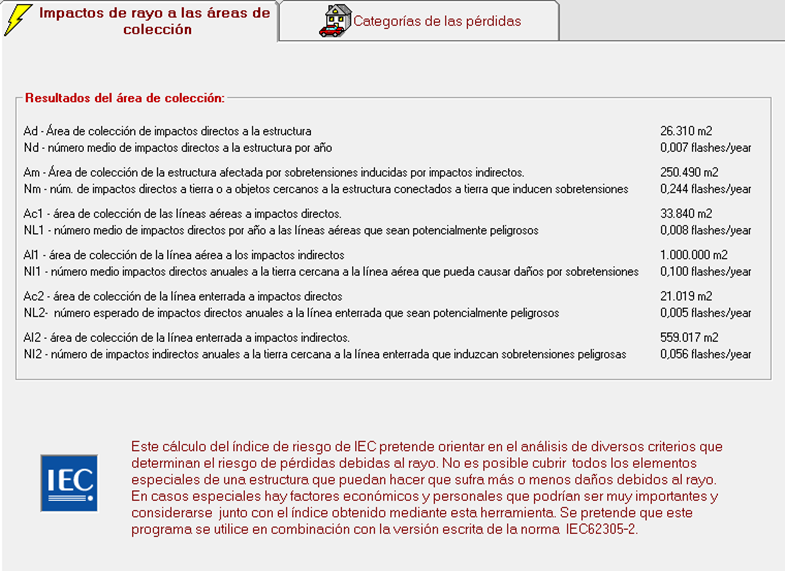 Impactos de rayo a las áreas de
colección
Categorías de las pérdidas
Resultados del área de colección:
Ad - Área de colección de impactos directos a la estructura 26.310 m2
Nd - número medio de impactos directos a la estructura por año 0,007 flashes/year
Am - Área de colección de la estructura afectada por sobretensiones inducidas por impactos indirectos. 250.490 m2
Nm - núm. de impactos directos a tierra o a objetos cercanos a la estructura conectados a tierra que inducen sobretensiones 0,244 flashes/year
Ac1 - área de colección de las líneas aéreas a impactos directos. 33.840 m2
NL1 - número medio de impactos directos por año a las líneas aéreas que sean potencialmente peligrosos 0,008 flashes/year
Al1 - área de colección de la línea aérea a los impactos indirectos 1.000.000 m2
Nl1 - número medio impactos directos anuales a la tierra cercana a la línea aérea que pueda causar daños por sobretensiones 0,100 flashes/year
Ac2 - área de colección de la línea enterrada a impactos directos 21.019 m2
NL2- número esperado de impactos directos anuales a la línea enterrada que sean potencialmente peligrosos 0,005 flashes/year
Al2 - área de colección de la línea enterrada a impactos indirectos. 559.017 m2
Nl2 - número de impactos indirectos anuales a la tierra cercana a la línea enterrada que induzcan sobretensiones peligrosas 0,056 flashes/year
IEC
Este cálculo del índice de riesgo de IEC pretende orientar en el análisis de diversos criterios que
determinan el riesgo de pérdidas debidas al rayo. No es posible cubrir todos los elementos
especiales de una estructura que puedan hacer que sufra más o menos daños debidos al rayo.
En casos especiales hay factores económicos y personales que podrían ser muy importantes y
considerarse junto con el índice obtenido mediante esta herramienta. Se pretende que este
programa se utilice en combinación con la versión escrita de la norma IEC62305-2.